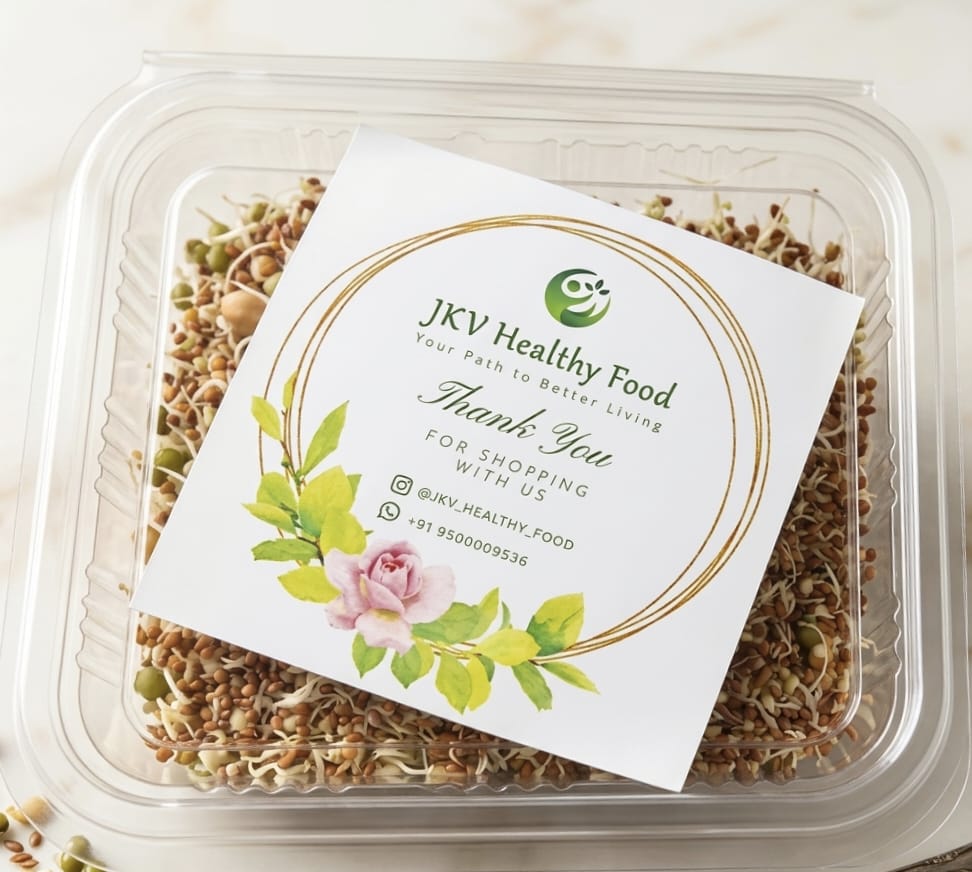 JKV Healthy Food
Your Path to Better Living
Thank You
FOR SHOPPING
WITH US
@JKV_HEALTHY_FOOD
+91 9500009536